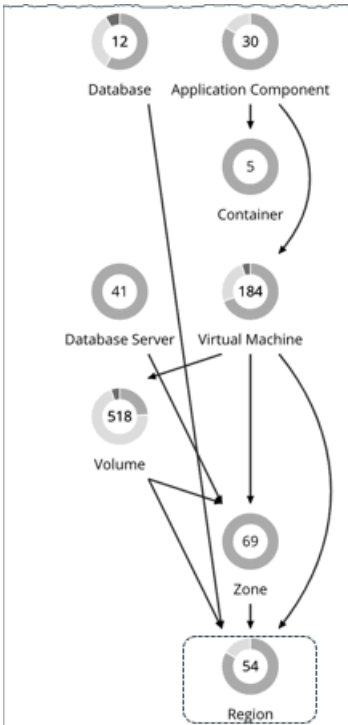 12 30
Database Application Component
5
Container
41 184
Database Server Virtual Machine
518
Volume
69
Zone
54
Region